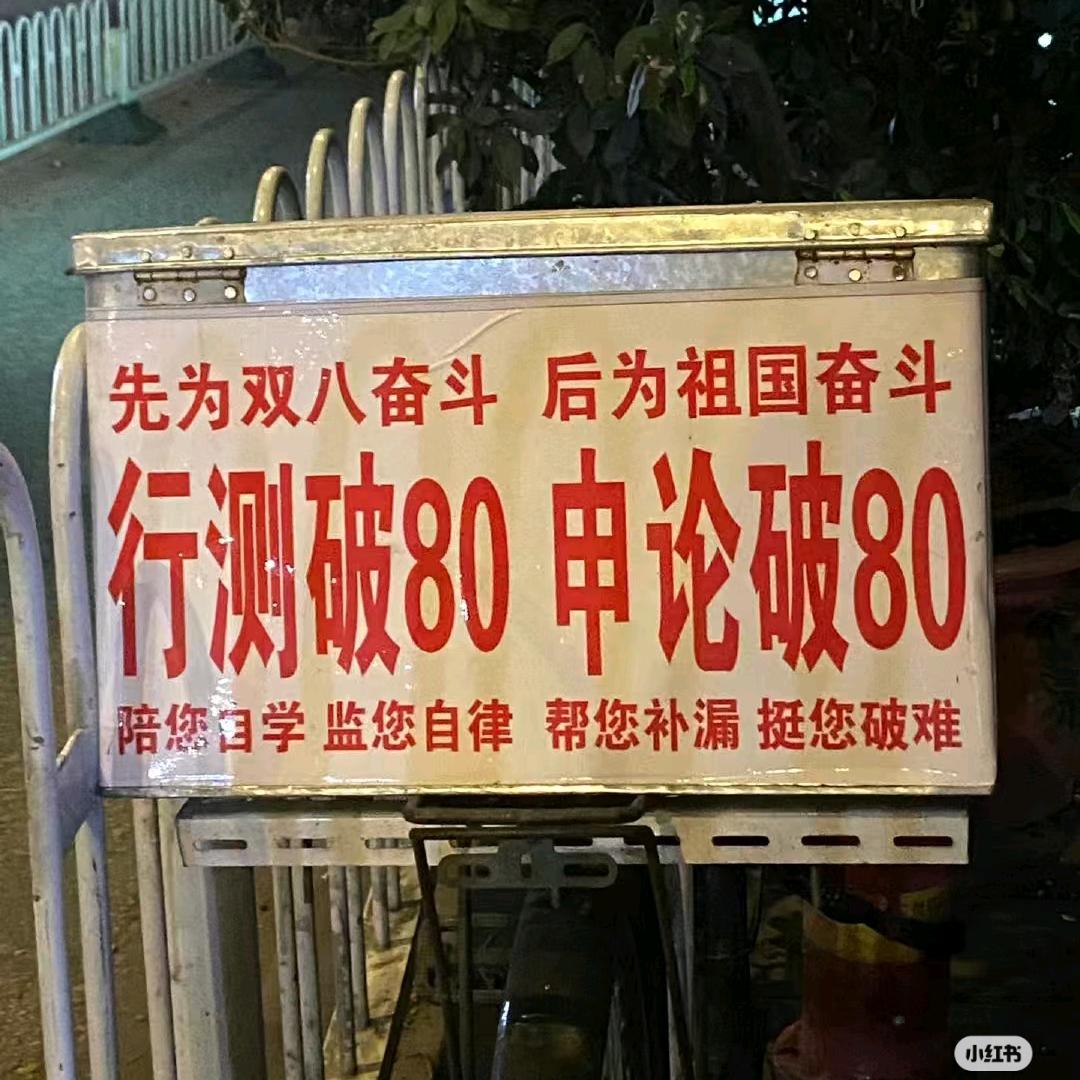 先为双八奋斗 后为祖国奋斗
行测破80 申论破80
陪您自学 监您自律 帮您补漏 挺您破难
小红书